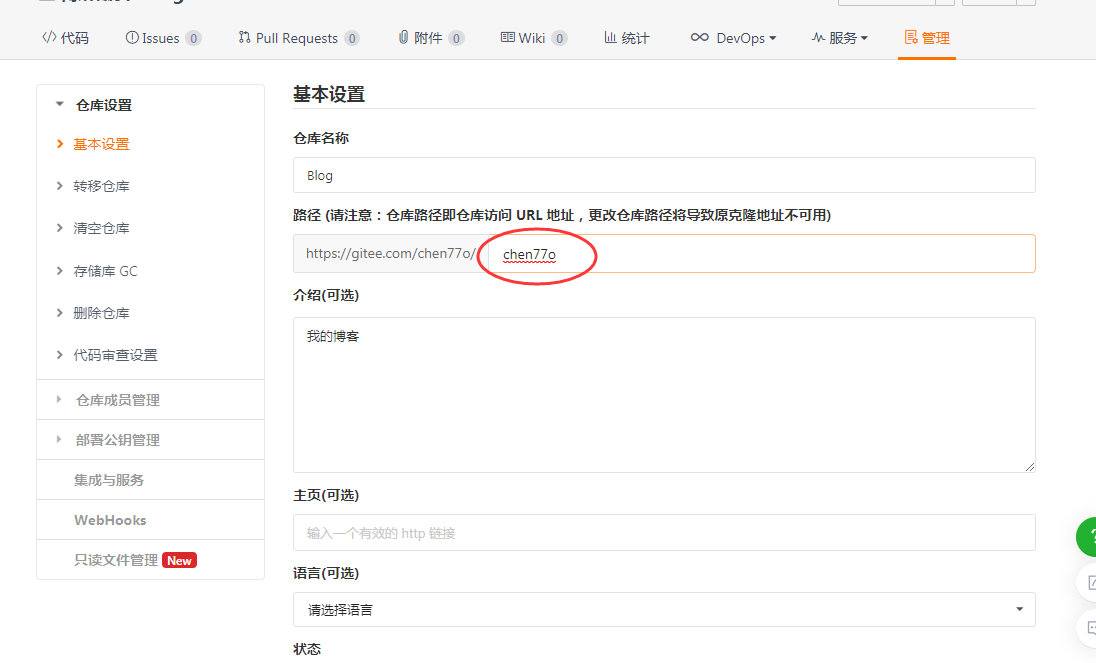 代码 Issues 0 Pull Requests 0 附件 0 Wiki 0 统计 DevOps 服务 管理
仓库设置
基本设置
转移仓库
清空仓库
存储库 GC
删除仓库
代码审查设置
仓库成员管理
部署公钥管理
集成与服务
WebHooks
只读文件管理 New
基本设置
仓库名称
Blog
路径 (请注意：仓库路径即仓库访问 URL 地址，更改仓库路径将导致原克隆地址不可用)
https://gitee.com/chen77o/ chen77o
介绍(可选)
我的博客
主页(可选)
输入一个有效的 http 链接
语言(可选)
请选择语言
状态